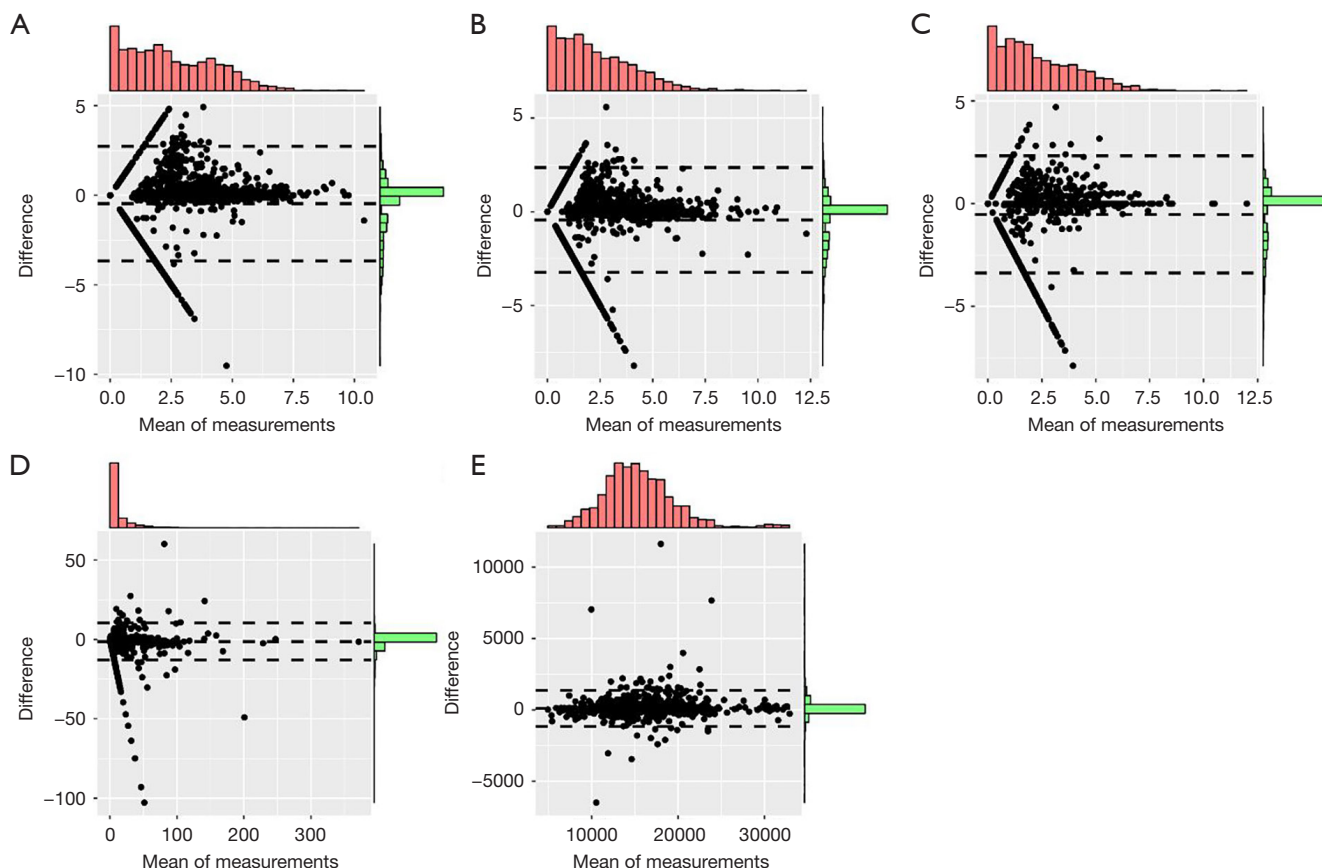 A
B
C
5
0
−5
−10
Difference
0.0 2.5 5.0 7.5 10.0
Mean of measurements
5
0
−5
Difference
0.0 2.5 5.0 7.5 10.0 12.5
Mean of measurements
5
0
−5
Difference
0.0 2.5 5.0 7.5 10.0 12.5
Mean of measurements
D
E
50
0
−50
−100
Difference
0 100 200 300
Mean of measurements
10000
5000
0
−5000
Difference
10000 20000 30000
Mean of measurements